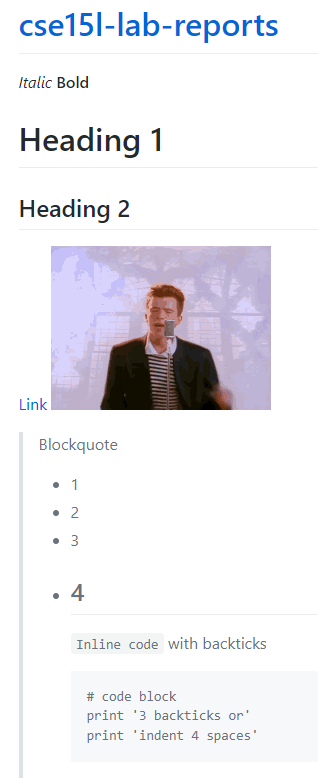 cse15l-lab-reports
Italic Bold
Heading 1
Heading 2
Link
Blockquote
1
2
3
4
Inline code with backticks
# code block
print '3 backticks or'
print 'indent 4 spaces'